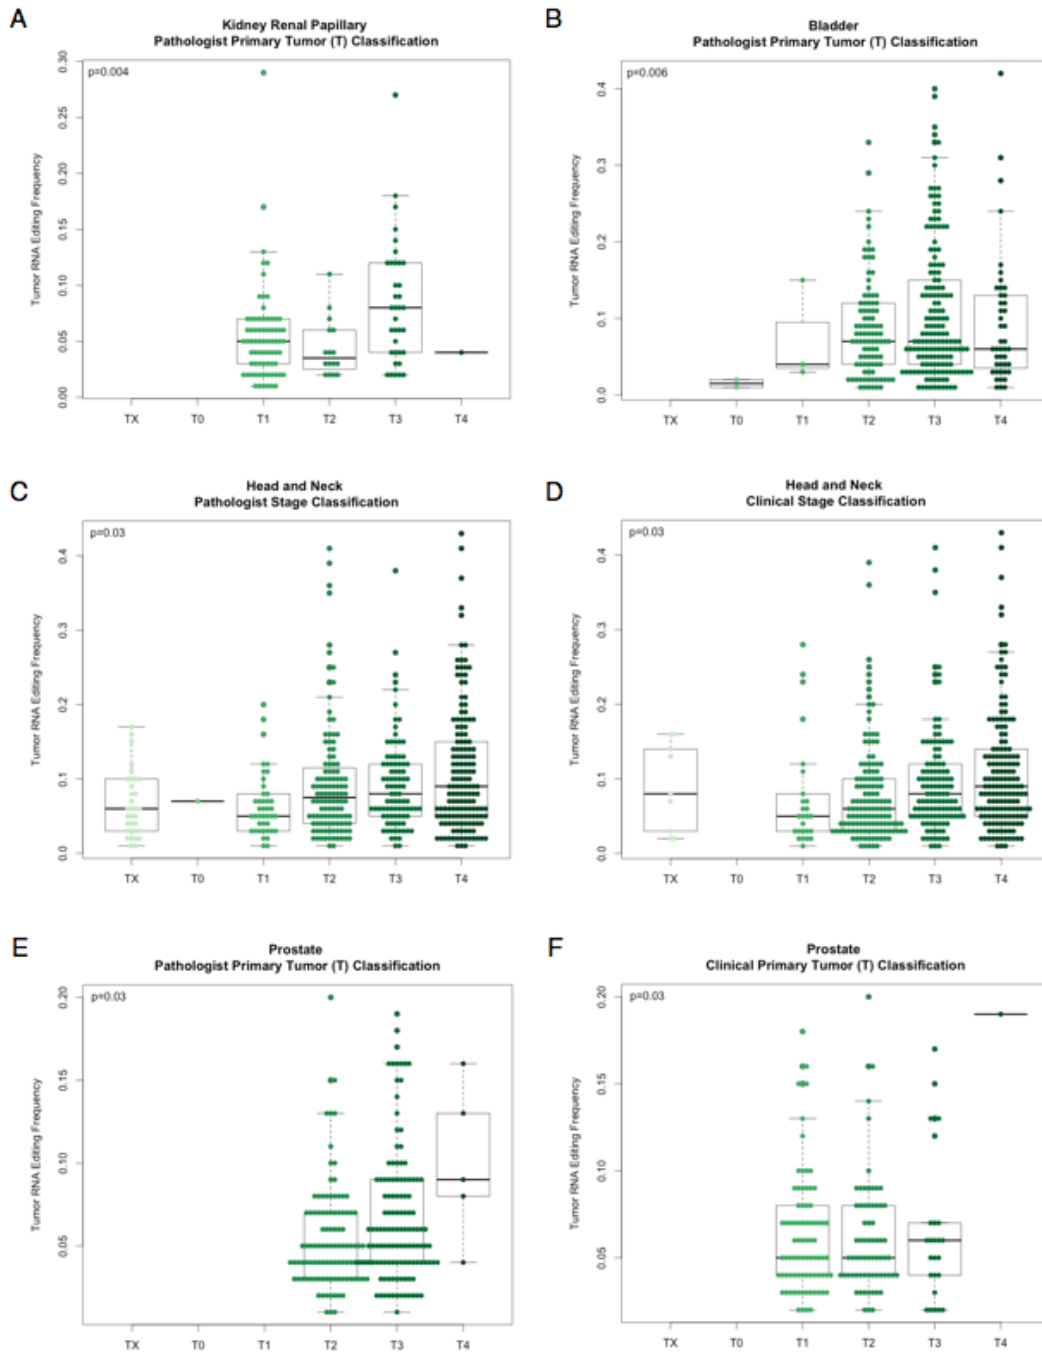 A
Kidney Renal Papillary
Pathologist Primary Tumor (T) Classification
p=0.004
Tumor RNA Editing Frequency
0.30
0.25
0.20
0.15
0.10
0.05
0.00
TX T0 T1 T2 T3 T4
B
Bladder
Pathologist Primary Tumor (T) Classification
p=0.006
Tumor RNA Editing Frequency
0.4
0.3
0.2
0.1
0.0
TX T0 T1 T2 T3 T4
C
Head and Neck
Pathologist Stage Classification
p=0.03
Tumor RNA Editing Frequency
0.4
0.3
0.2
0.1
0.0
TX T0 T1 T2 T3 T4
D
Head and Neck
Clinical Stage Classification
p=0.03
Tumor RNA Editing Frequency
0.4
0.3
0.2
0.1
0.0
TX T0 T1 T2 T3 T4
E
Prostate
Pathologist Primary Tumor (T) Classification
p=0.03
Tumor RNA Editing Frequency
0.20
0.15
0.10
0.05
TX T0 T1 T2 T3 T4
F
Prostate
Clinical Primary Tumor (T) Classification
p=0.03
Tumor RNA Editing Frequency
0.20
0.15
0.10
0.05
TX T0 T1 T2 T3 T4